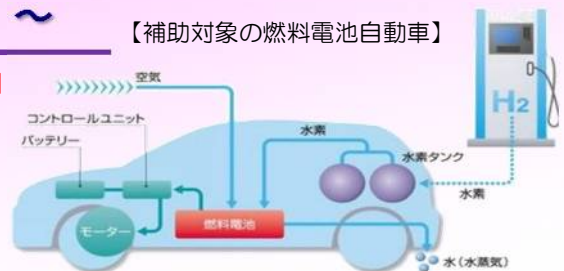 ～
【補助対象の燃料電池自動車】
空気
コントロールユニット
バッテリー
水素
水素タンク
H2
水素
モーター
燃料電池
水(水蒸気)